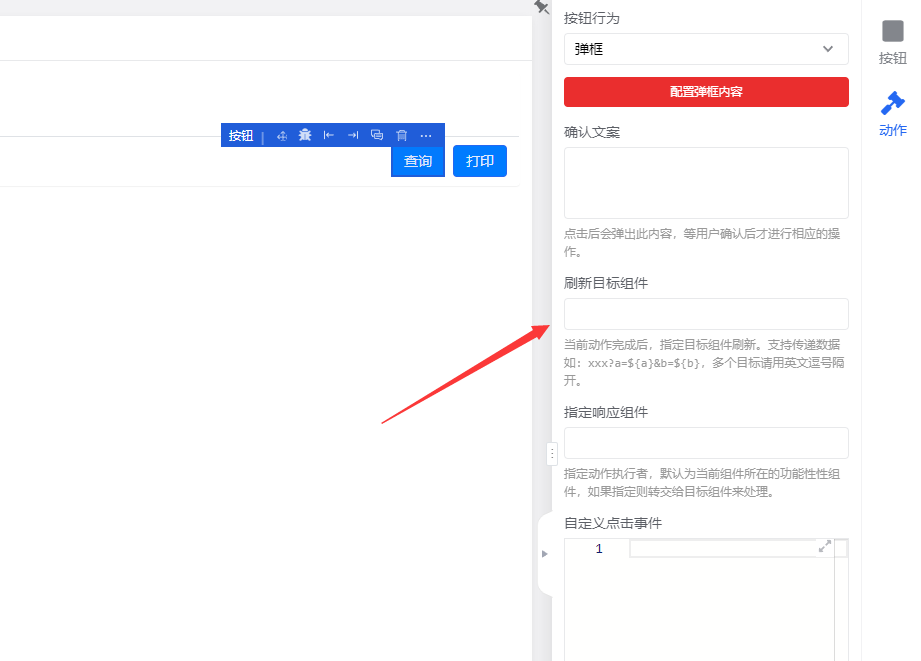 按钮行为
弹框
按钮
配置弹框内容
动作
确认文案
按钮
查询
打印
点击后会弹出此内容，等用户确认后才进行相应的操
作。
刷新目标组件
当前动作完成后，指定目标组件刷新。支持传递数据
如：xxx?a=${a}&b=${b}，多个目标请用英文逗号隔
开。
指定响应组件
指定动作执行者，默认为当前组件所在的功能性性组
件，如果指定则转交给目标组件来处理。
自定义点击事件
1